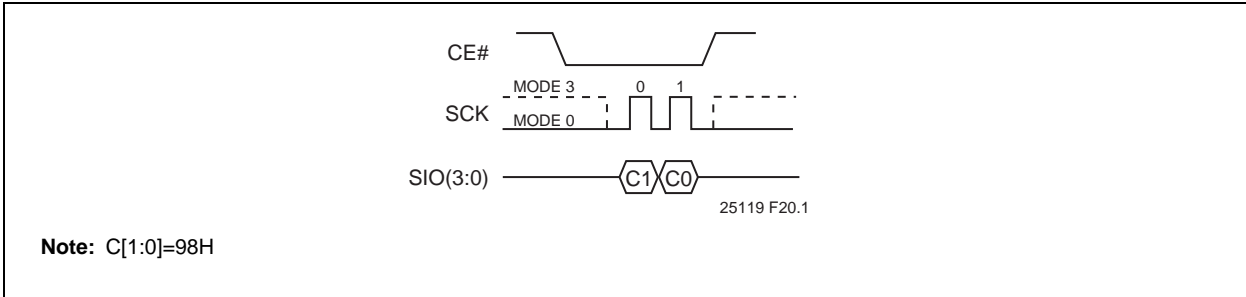 CE#
MODE 3 0 1
SCK
MODE 0
SIO(3:0) C1 C0
25119 F20.1
Note: C[1:0]=98H